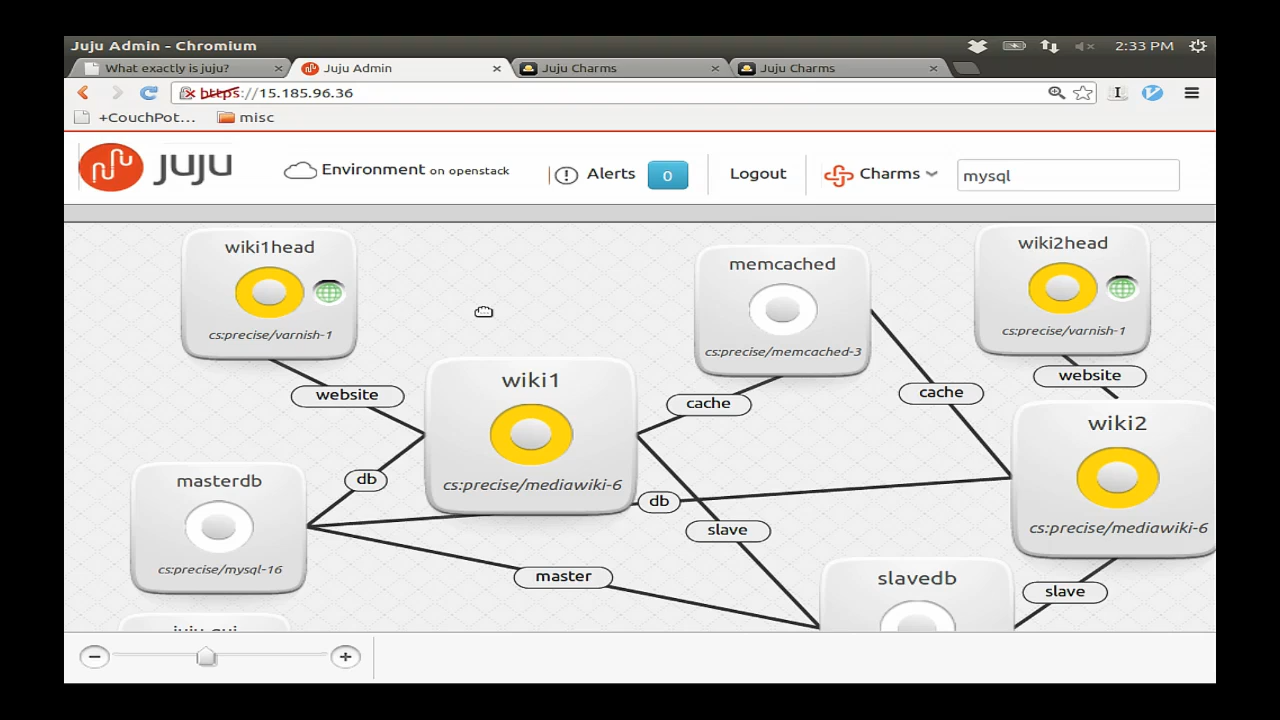 Juju Admin - Chromium
2:33 PM
What exactly is juju?
Juju Admin
Juju Charms
Juju Charms
https://15.185.96.36
+CouchPot...
misc
juju
Environment on openstack
Alerts
0
Logout
Charms
mysql
wiki1head
cs:precise/varnish-1
memcached
cs:precise/memcached-3
wiki2head
cs:precise/varnish-1
website
website
wiki1
cs:precise/mediawiki-6
cache
cache
wiki2
cs:precise/mediawiki-6
masterdb
cs:precise/mysql-16
db
db
slave
master
slavedb
slave
juju-gui